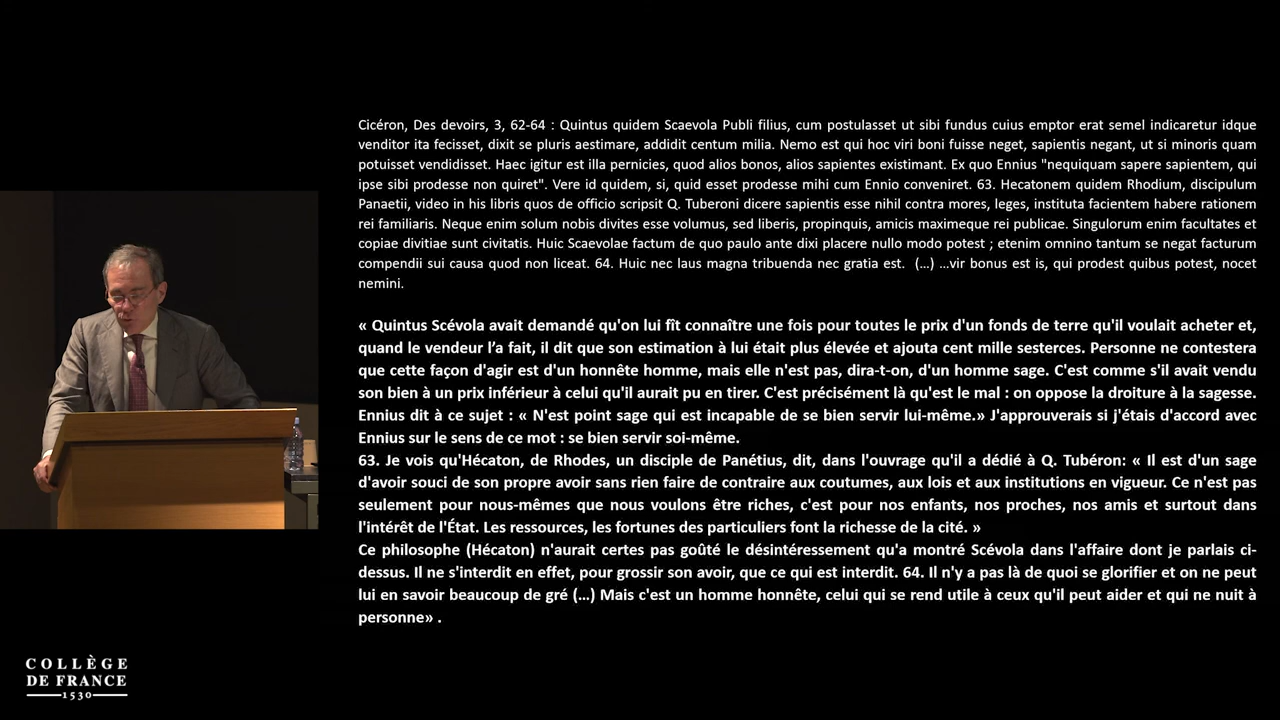 Cicéron, Des devoirs, 3, 62-64 : Quintus quidem Scaevola Publi filius, cum postulasset ut sibi fundus cuius emptor erat semel indicaretur idque
venditor ita fecisset, dixit se pluris aestimare, addidit centum milia. Nemo est qui hoc viri boni fuisse neget, sapientis negant, ut si minoris quam
potuisset vendidisset. Haec igitur est illa pernicies, quod alios bonos, alios sapientes existimant. Ex quo Ennius "nequiquam sapere sapientem, qui
ipse sibi prodesse non quiret". Vere id quidem, si, quid esset prodesse mihi cum Ennio conveniret. 63. Hecatonem quidem Rhodium, discipulum
Panaetii, video in his libris quos de officio scripsit Q. Tuberoni dicere sapientis esse nihil contra mores, leges, instituta facientem habere rationem
rei familiaris. Neque enim solum nobis divites esse volumus, sed liberis, propinquis, amicis maximeque rei publicae. Singulorum enim facultates et
copiae divitiae sunt civitatis. Huic Scaevolae factum de quo paulo ante dixi placere nullo modo potest ; etenim omnino tantum se negat facturum
compendii sui causa quod non liceat. 64. Huic nec laus magna tribuenda nec gratia est. (...) ...vir bonus est is, qui prodest quibus potest, nocet
nemini.
« Quintus Scévola avait demandé qu'on lui fît connaître une fois pour toutes le prix d'un fonds de terre qu'il voulait acheter et,
quand le vendeur l'a fait, il dit que son estimation à lui était plus élevée et ajouta cent mille sesterces. Personne ne contestera
que cette façon d'agir est d'un honnête homme, mais elle n'est pas, dira-t-on, d'un homme sage. C'est comme s'il avait vendu
son bien à un prix inférieur à celui qu'il aurait pu en tirer. C'est précisément là qu'est le mal : on oppose la droiture à la sagesse.
Ennius dit à ce sujet : « N'est point sage qui est incapable de se bien servir lui-même.» J'approuverais si j'étais d'accord avec
Ennius sur le sens de ce mot : se bien servir soi-même.
63. Je vois qu'Hécaton, de Rhodes, un disciple de Panétius, dit, dans l'ouvrage qu'il a dédié à Q. Tubéron: « Il est d'un sage
d'avoir souci de son propre avoir sans rien faire de contraire aux coutumes, aux lois et aux institutions en vigueur. Ce n'est pas
seulement pour nous-mêmes que nous voulons être riches, c'est pour nos enfants, nos proches, nos amis et surtout dans
l'intérêt de l'État. Les ressources, les fortunes des particuliers font la richesse de la cité. »
Ce philosophe (Hécaton) n'aurait certes pas goûté le désintéressement qu'a montré Scévola dans l'affaire dont je parlais ci-
dessus. Il ne s'interdit en effet, pour grossir son avoir, que ce qui est interdit. 64. Il n'y a pas là de quoi se glorifier et on ne peut
lui en savoir beaucoup de gré (...) Mais c'est un homme honnête, celui qui se rend utile à ceux qu'il peut aider et qui ne nuit à
personne» .
COLLÈGE
DE FRANCE
1530